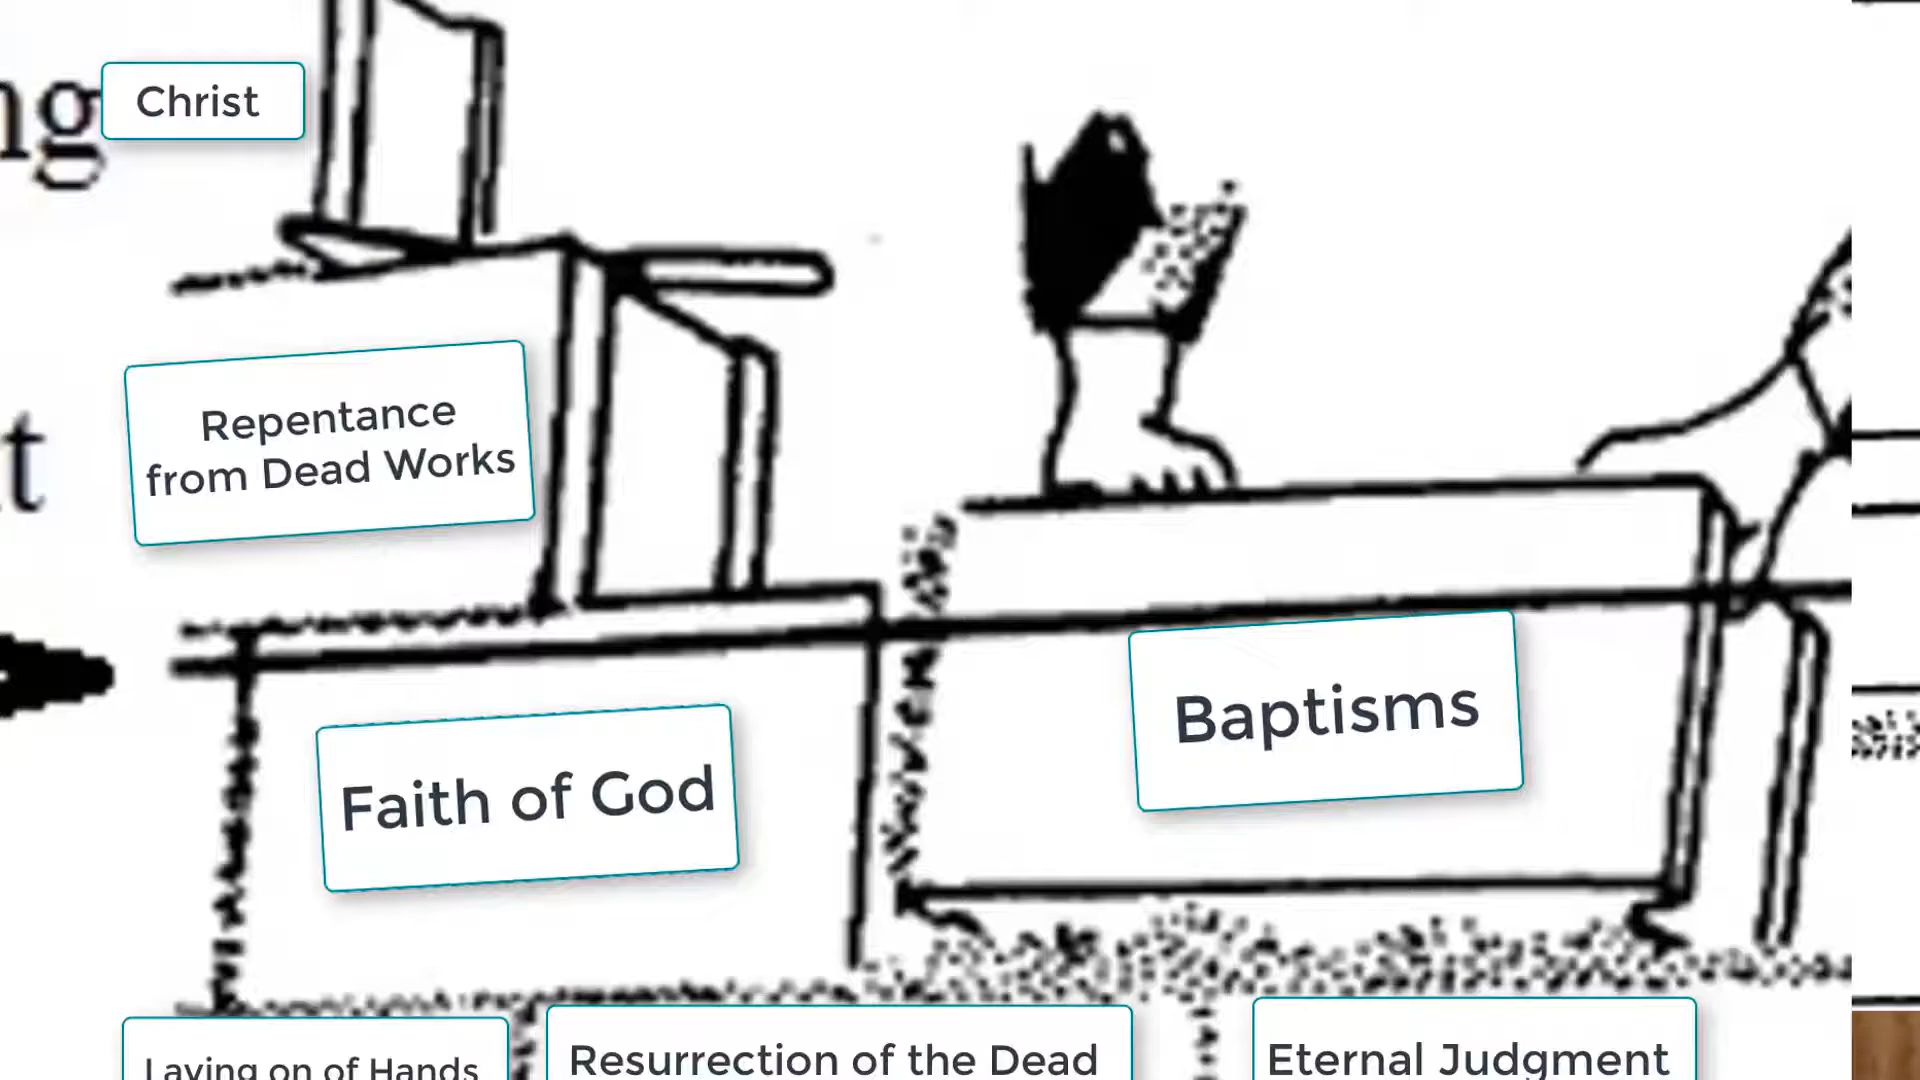 Christ
Repentance
from Dead Works
Faith of God
Baptisms
Laying on of Hands
Resurrection of the Dead
Eternal Judgment